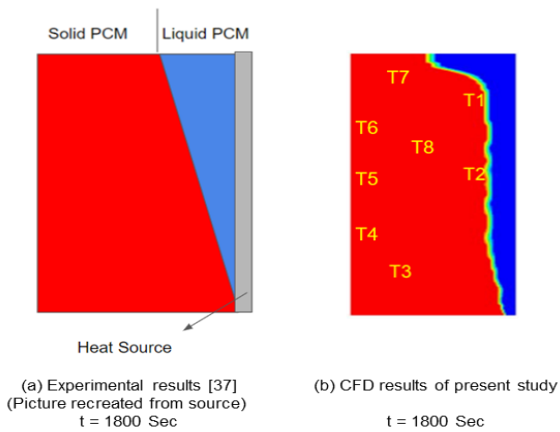 Solid PCM
Liquid PCM
Heat Source
(a) Experimental results [37]
(Picture recreated from source)
t = 1800 Sec
T7
T1
T6
T8
T5
T2
T4
T3
(b) CFD results of present study
t = 1800 Sec